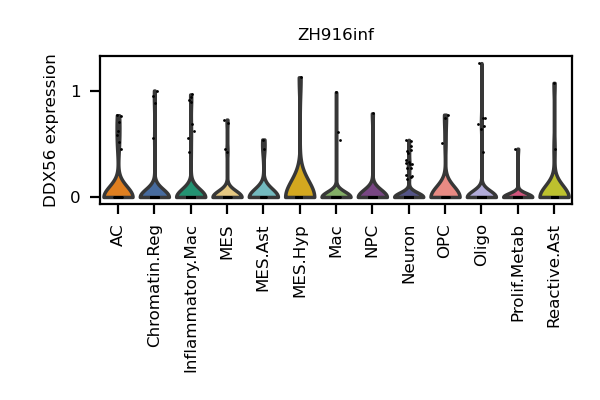 ZH916inf
DDX56 expression
1
0
AC
Chromatin.Reg
Inflammatory.Mac
MES
MES.Ast
MES.Hyp
Mac
NPC
Neuron
OPC
Oligo
Prolif.Metab
Reactive.Ast